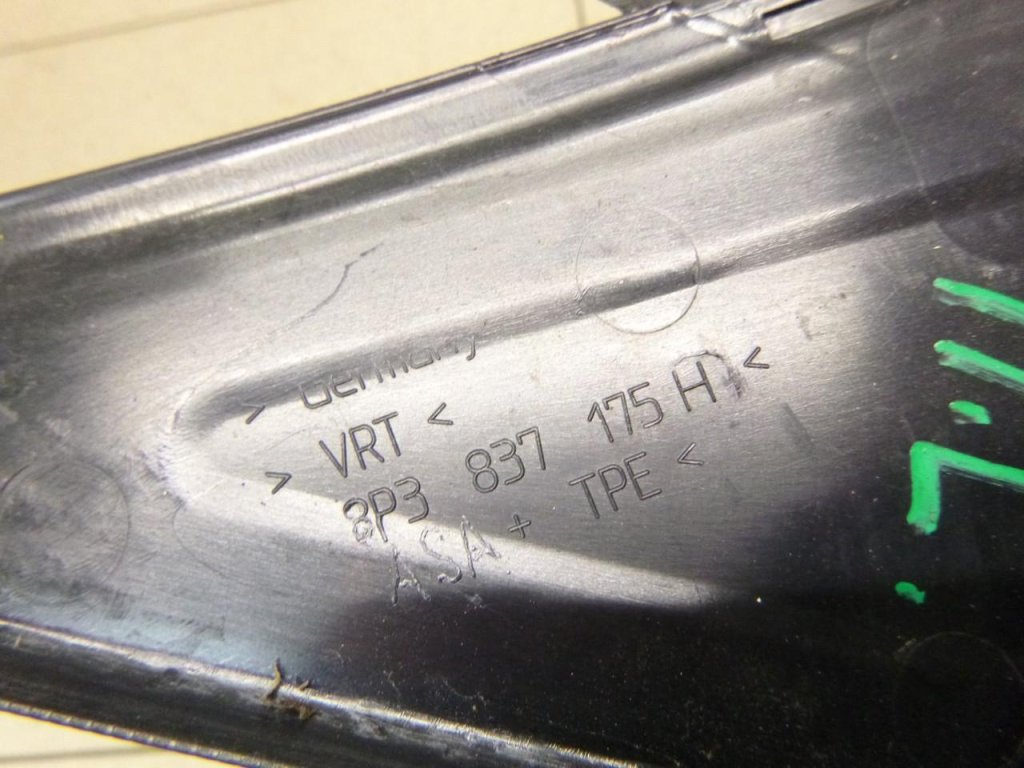 Germany
> VRT <
8P3 837 175 H <
> ASA + TPE <